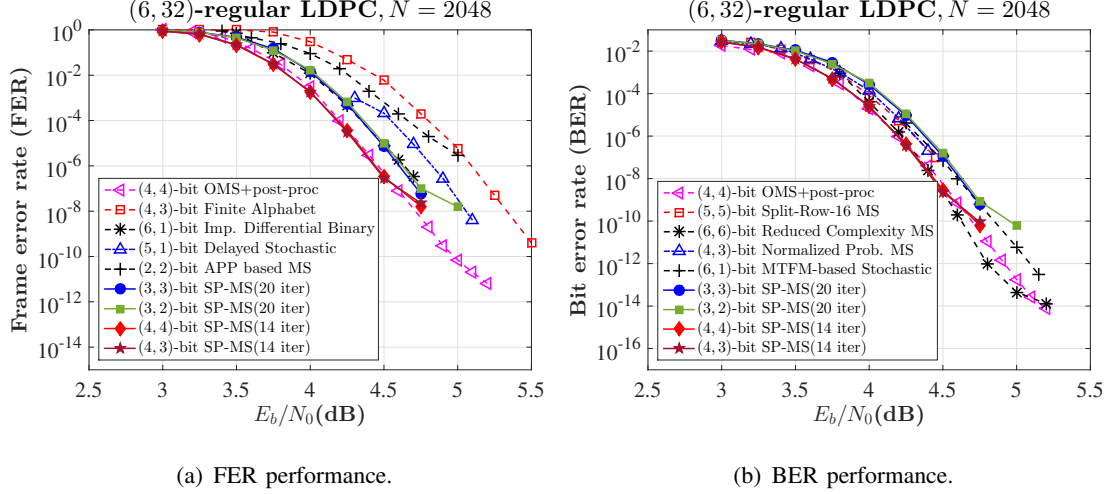 (6, 32)-regular LDPC, N = 2048
Frame error rate (FER)
10^0
10^-2
10^-4
10^-6
10^-8
10^-10
10^-12
10^-14
(4, 4)-bit OMS+post-proc
(4, 3)-bit Finite Alphabet
(6, 1)-bit Imp. Differential Binary
(5, 1)-bit Delayed Stochastic
(2, 2)-bit APP based MS
(3, 3)-bit SP-MS(20 iter)
(3, 2)-bit SP-MS(20 iter)
(4, 4)-bit SP-MS(14 iter)
(4, 3)-bit SP-MS(14 iter)
2.5 3 3.5 4 4.5 5 5.5
E_b/N_0(dB)
(a) FER performance.
(6, 32)-regular LDPC, N = 2048
Bit error rate (BER)
10^-2
10^-4
10^-6
10^-8
10^-10
10^-12
10^-14
10^-16
(4, 4)-bit OMS+post-proc
(5, 5)-bit Split-Row-16 MS
(6, 6)-bit Reduced Complexity MS
(4, 3)-bit Normalized Prob. MS
(6, 1)-bit MTFM-based Stochastic
(3, 3)-bit SP-MS(20 iter)
(3, 2)-bit SP-MS(20 iter)
(4, 4)-bit SP-MS(14 iter)
(4, 3)-bit SP-MS(14 iter)
2.5 3 3.5 4 4.5 5 5.5
E_b/N_0(dB)
(b) BER performance.